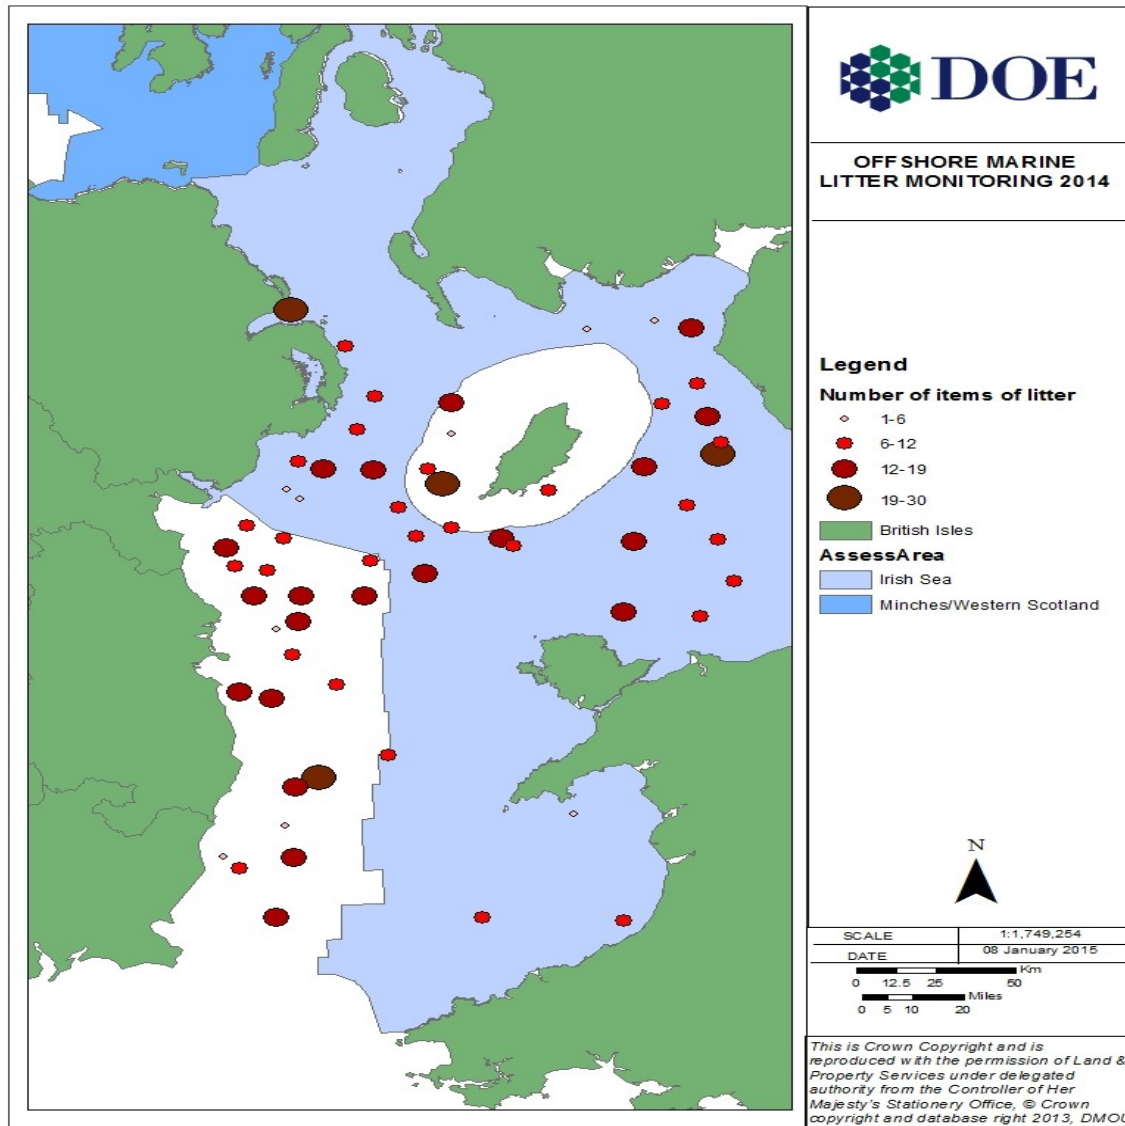 DOE
OFFSHORE MARINE
LITTER MONITORING 2014
Legend
Number of items of litter
1-6
6-12
12-19
19-30
British Isles
AssessArea
Irish Sea
Minches/Western Scotland
N
SCALE 1:1,749,254
DATE 08 January 2015
Km
0 12.5 25 50
Miles
0 5 10 20
This is Crown Copyright and is
reproduced with the permission of Land &
Property Services under delegated
authority from the Controller of Her
Majesty's Stationery Office, © Crown
copyright and database right 2013, DMOU